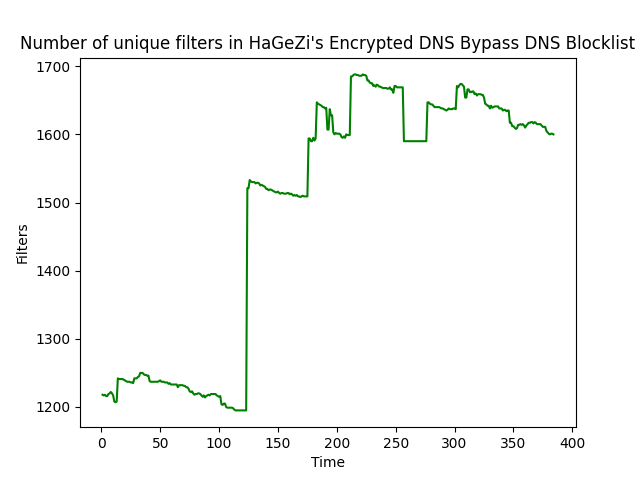 Number of unique filters in HaGeZi's Encrypted DNS Bypass DNS Blocklist
1700
1600
1500
1400
1300
1200
Filters
0 50 100 150 200 250 300 350 400
Time